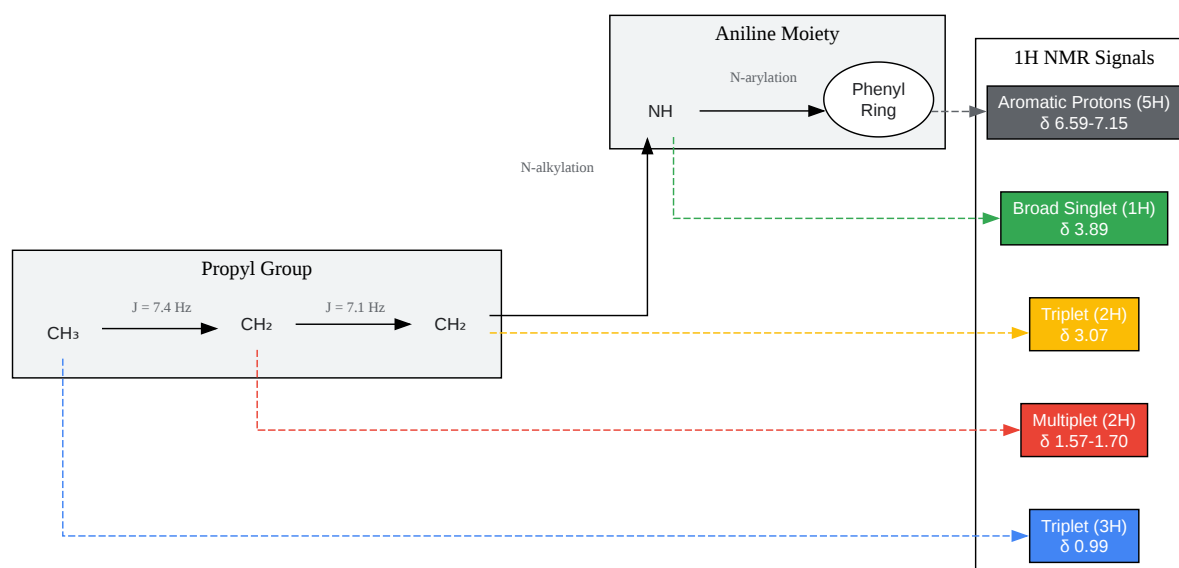 Aniline Moiety
N-arylation
NH
Phenyl
Ring
N-alkylation
Propyl Group
J = 7.4 Hz
J = 7.1 Hz
CH₃
CH₂
CH₂
1H NMR Signals
Aromatic Protons (5H)
δ 6.59-7.15
Broad Singlet (1H)
δ 3.89
Triplet (2H)
δ 3.07
Multiplet (2H)
δ 1.57-1.70
Triplet (3H)
δ 0.99